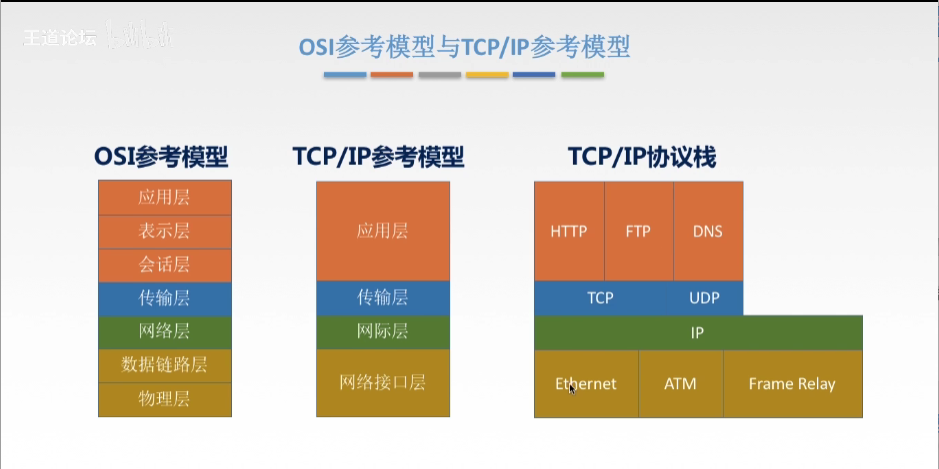 王道论坛
OSI参考模型与TCP/IP参考模型
OSI参考模型
应用层
表示层
会话层
传输层
网络层
数据链路层
物理层
TCP/IP参考模型
应用层
传输层
网际层
网络接口层
TCP/IP协议栈
HTTP FTP DNS
TCP UDP
IP
Ethernet ATM Frame Relay